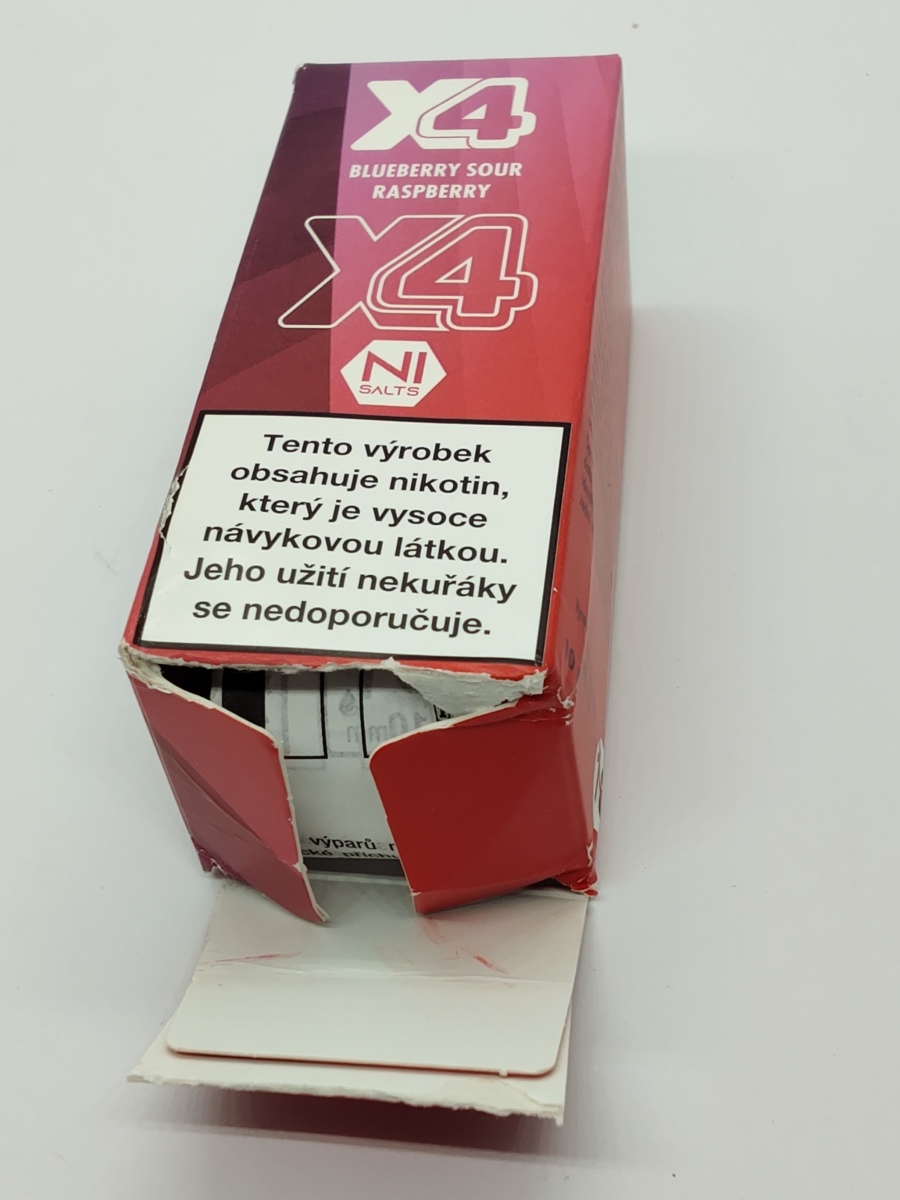 X4
BLUEBERRY SOUR
RASPBERRY
X4
NI
SALTS
Tento výrobek
obsahuje nikotin,
který je vysoce
návykovou látkou.
Jeho užití nekuřáky
se nedoporučuje.
výparů